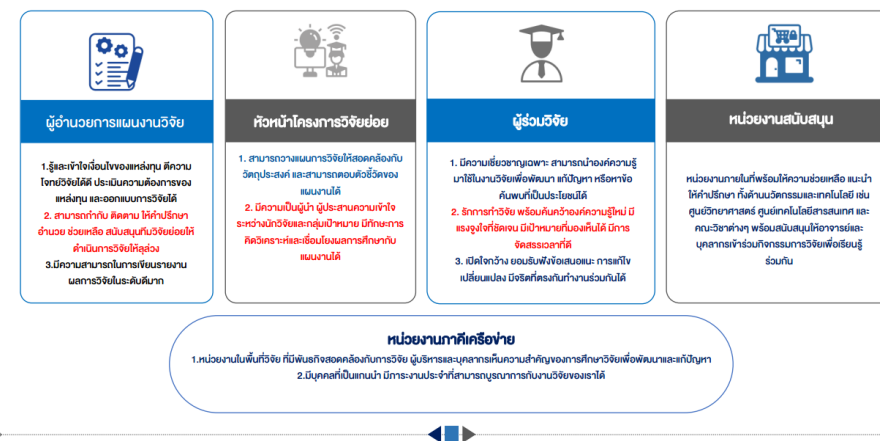 ผู้อำนวยการแผนงานวิจัย
1.รู้และเข้าใจเงื่อนไขของแหล่งทุน ตีความ
โจทย์วิจัยได้ดี ประเมินความต้องการของ
แหล่งทุน และออกแบบการวิจัยได้
2. สามารถกำกับ ติดตาม ให้คำปรึกษา
อำนวย ช่วยเหลือ สนับสนุนทีมวิจัยย่อยให้
ดำเนินการวิจัยให้ลุล่วง
3.มีความสามารถในการเขียนรายงาน
ผลการวิจัยในระดับดีมาก
หัวหน้าโครงการวิจัยย่อย
1. สามารถวางแผนการวิจัยให้สอดคล้องกับ
วัตถุประสงค์ และสามารถตอบตัวชี้วัดของ
แผนงานได้
2. มีความเป็นผู้นำ ผู้ประสานความเข้าใจ
ระหว่างนักวิจัยและกลุ่มเป้าหมาย มีทักษะการ
คิดวิเคราะห์และเชื่อมโยงผลการศึกษากับ
แผนงานได้
ผู้ร่วมวิจัย
1. มีความเชี่ยวชาญเฉพาะ สามารถนำองค์ความรู้
มาใช้ในงานวิจัยเพื่อพัฒนา แก้ปัญหา หรือหาข้อ
ค้นพบที่เป็นประโยชน์ได้
2. รักการทำวิจัย พร้อมค้นคว้าองค์ความรู้ใหม่ มี
แรงจูงใจที่ชัดเจน มีเป้าหมายที่มองเห็นได้ มีการ
จัดสรรเวลาที่ดี
3. เปิดใจกว้าง ยอมรับฟังข้อเสนอแนะ การแก้ไข
เปลี่ยนแปลง มีจริตที่ตรงกันทำงานร่วมกันได้
หน่วยงานสนับสนุน
หน่วยงานภายในที่พร้อมให้ความช่วยเหลือ แนะนำ
ให้คำปรึกษา ทั้งด้านนวัตกรรมและเทคโนโลยี เช่น
ศูนย์วิทยาศาสตร์ ศูนย์เทคโนโลยีสารสนเทศ และ
คณะวิชาต่างๆ พร้อมสนับสนุนให้อาจารย์และ
บุคลากรเข้าร่วมกิจกรรมการวิจัยเพื่อเรียนรู้
ร่วมกัน
หน่วยงานภาคีเครือข่าย
1.หน่วยงานในพื้นที่วิจัย ที่มีพันธกิจสอดคล้องกับการวิจัย ผู้บริหารและบุคลากรเห็นความสำคัญของการศึกษาวิจัยเพื่อพัฒนาและแก้ปัญหา
2.มีบุคคลที่เป็นแกนนำ มีภาระงานประจำที่สามารถบูรณาการกับงานวิจัยของเราได้